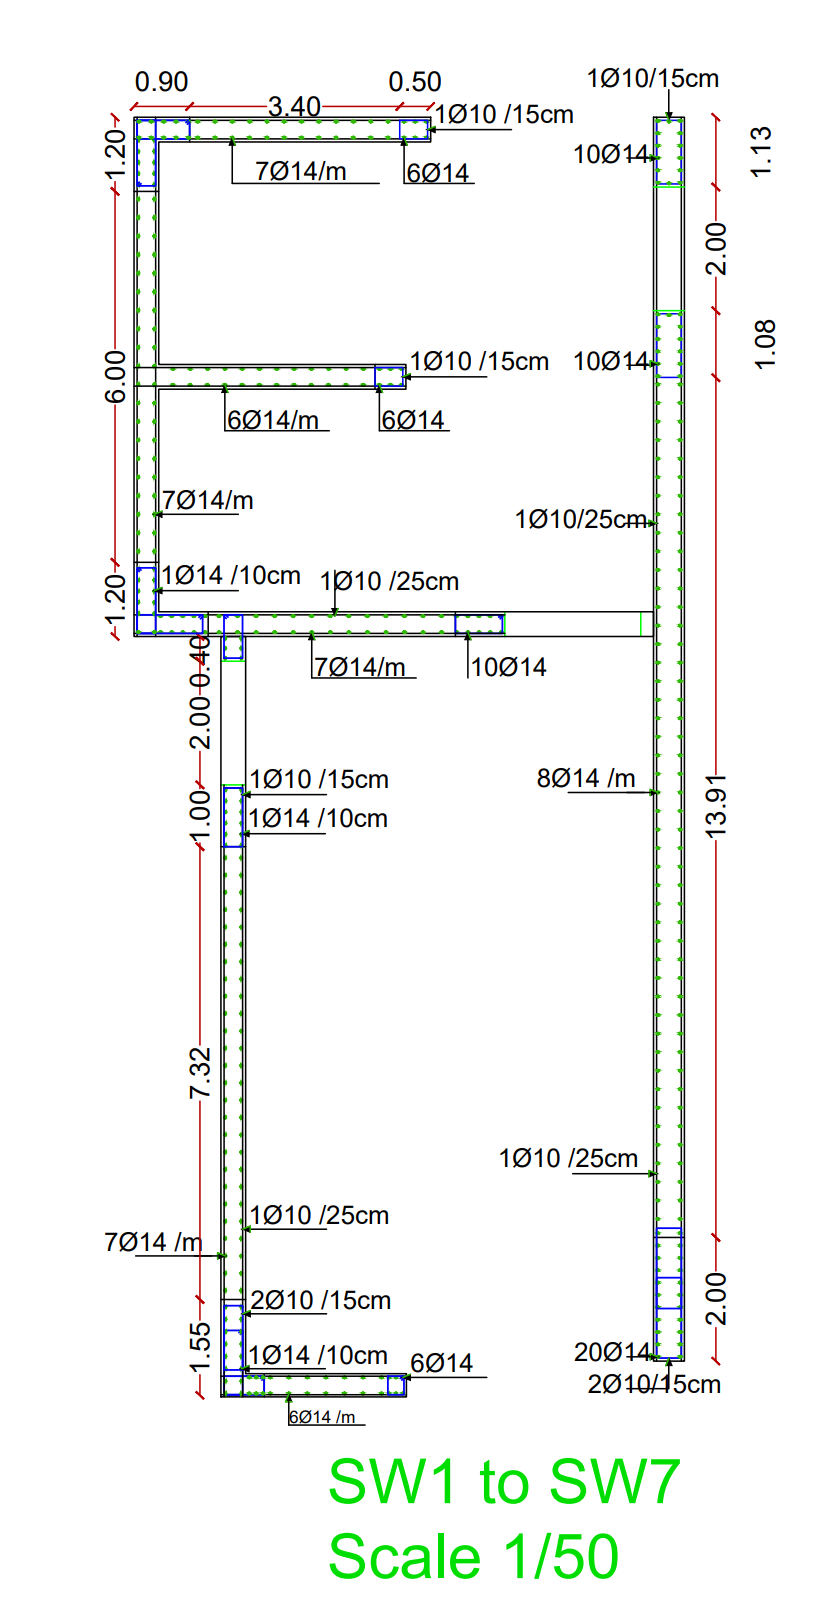 0.90
3.40
0.50
1Ø10/15cm
1Ø10 /15cm
1.20
7Ø14/m
6Ø14
10Ø14
1.13
2.00
6.00
1Ø10 /15cm
10Ø14
1.08
6Ø14/m
6Ø14
7Ø14/m
1Ø10/25cm
1.20
1Ø14 /10cm
1Ø10 /25cm
0.40
7Ø14/m
10Ø14
2.00
1Ø10 /15cm
8Ø14 /m
1.00
1Ø14 /10cm
13.91
7.32
1Ø10 /25cm
1Ø10 /25cm
7Ø14 /m
2Ø10 /15cm
2.00
1.55
1Ø14 /10cm
6Ø14
20Ø14
2Ø10/15cm
6Ø14 /m
SW1 to SW7
Scale 1/50